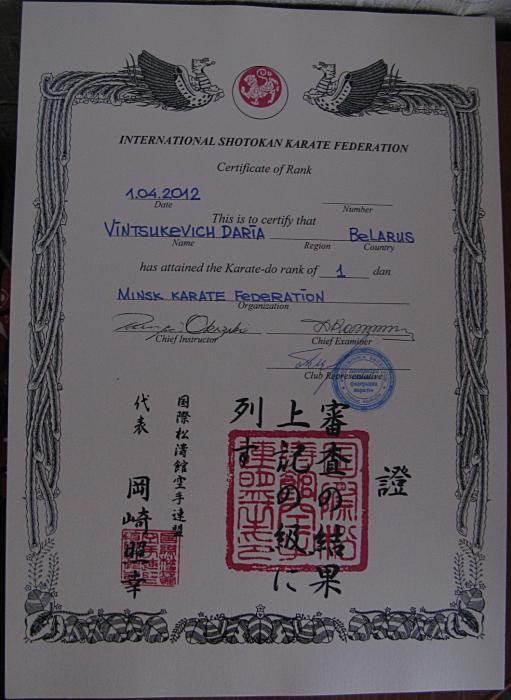 INTERNATIONAL SHOTOKAN KARATE FEDERATION
Certificate of Rank
1.04.2012
Date
Number
This is to certify that
VINTSUKEVICH DARIA
BELARUS
Name
Region
Country
has attained the Karate-do rank of 1 dan
MINSK KARATE FEDERATION
Organization
Chief Instructor
Chief Examiner
Club Representative
證
審査の結果
上記の級に
列す
国際松濤館空手連盟
代表 岡崎照幸